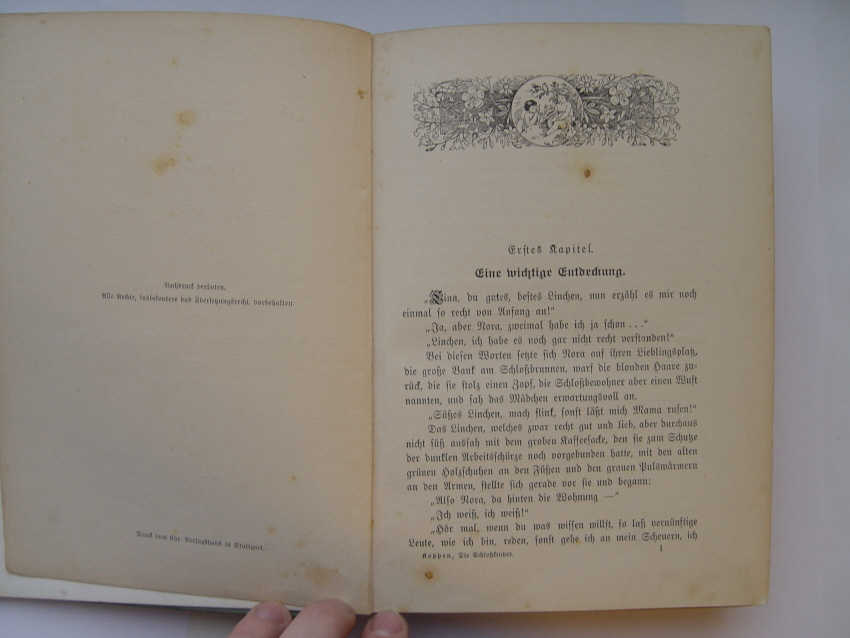 Nachdruck verboten.
Alle Rechte, insbesondere das Übersetzungsrecht, vorbehalten.
Druck vom Chr. Verlagshaus in Stuttgart.
Erstes Kapitel.
Eine wichtige Entdeckung.
„Lina, du gutes, bestes Linchen, nun erzähl es mir noch
einmal so recht von Anfang an!“
„Ja, aber Nora, zweimal habe ich ja schon . . .“
„Linchen, ich habe es noch gar nicht recht verstanden!“
Bei diesen Worten setzte sich Nora auf ihren Lieblingsplatz,
die große Bank am Schloßbrunnen, warf die blonden Haare zu-
rück, die sie stolz einen Zopf, die Schloßbewohner aber einen Wust
nannten, und sah das Mädchen erwartungsvoll an.
„Süßes Linchen, mach flink, sonst läßt mich Mama rufen!“
Das Linchen, welches zwar recht gut und lieb, aber durchaus
nicht süß aussah mit dem groben Kaffeesacke, den sie zum Schutze
der dunklen Arbeitsschürze noch vorgebunden hatte, mit den alten
grünen Holzschuhen an den Füßen und den grauen Pulswärmern
an den Armen, stellte sich gerade vor sie und begann:
„Also Nora, da hinten die Wohnung —“
„Ich weiß, ich weiß!“
„Hör mal, wenn du was wissen willst, so laß vernünftige
Leute, wie ich bin, reden, sonst gehe ich an mein Scheuern, ich
Koppen, Die Schloßkinder.
1